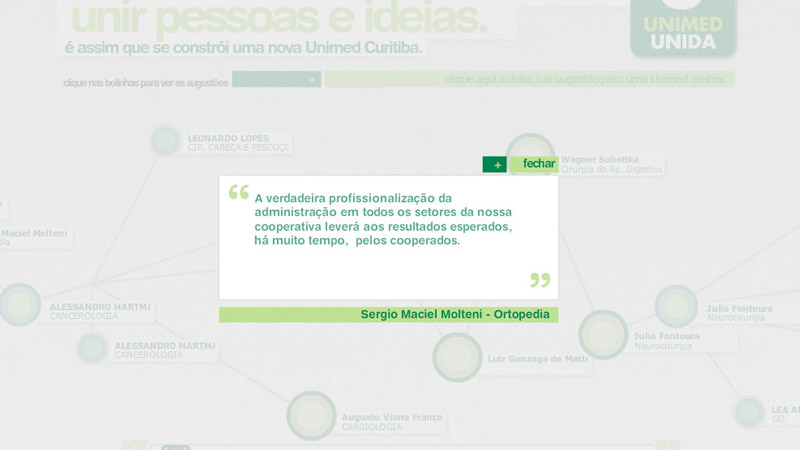 unir pessoas e ideias.
é assim que se constrói uma nova Unimed Curitiba.
UNIMED
UNIDA
clique nas bolinhas para ver as sugestões
+
clique aqui e deixe sua sugestão para uma Unimed melhor.
LEONARDO LOPES
CIR. CABEÇA E PESCOÇO
+ fechar
Wagner Sobottka
Cirurgia do Ap. Digestivo
“
A verdadeira profissionalização da
administração em todos os setores da nossa
cooperativa leverá aos resultados esperados,
há muito tempo, pelos cooperados.
”
Sergio Maciel Molteni - Ortopedia
Maciel Molteni
ALESSANDRO HARTMA
CANCEROLOGIA
ALESSANDRO HARTMA
CANCEROLOGIA
Julio Fontoura
Neurocirurgia
Julio Fontoura
Neurocirurgia
Luiz Gonzaga de
Augusto Viana Franco
CARDIOLOGIA
LEA
GO